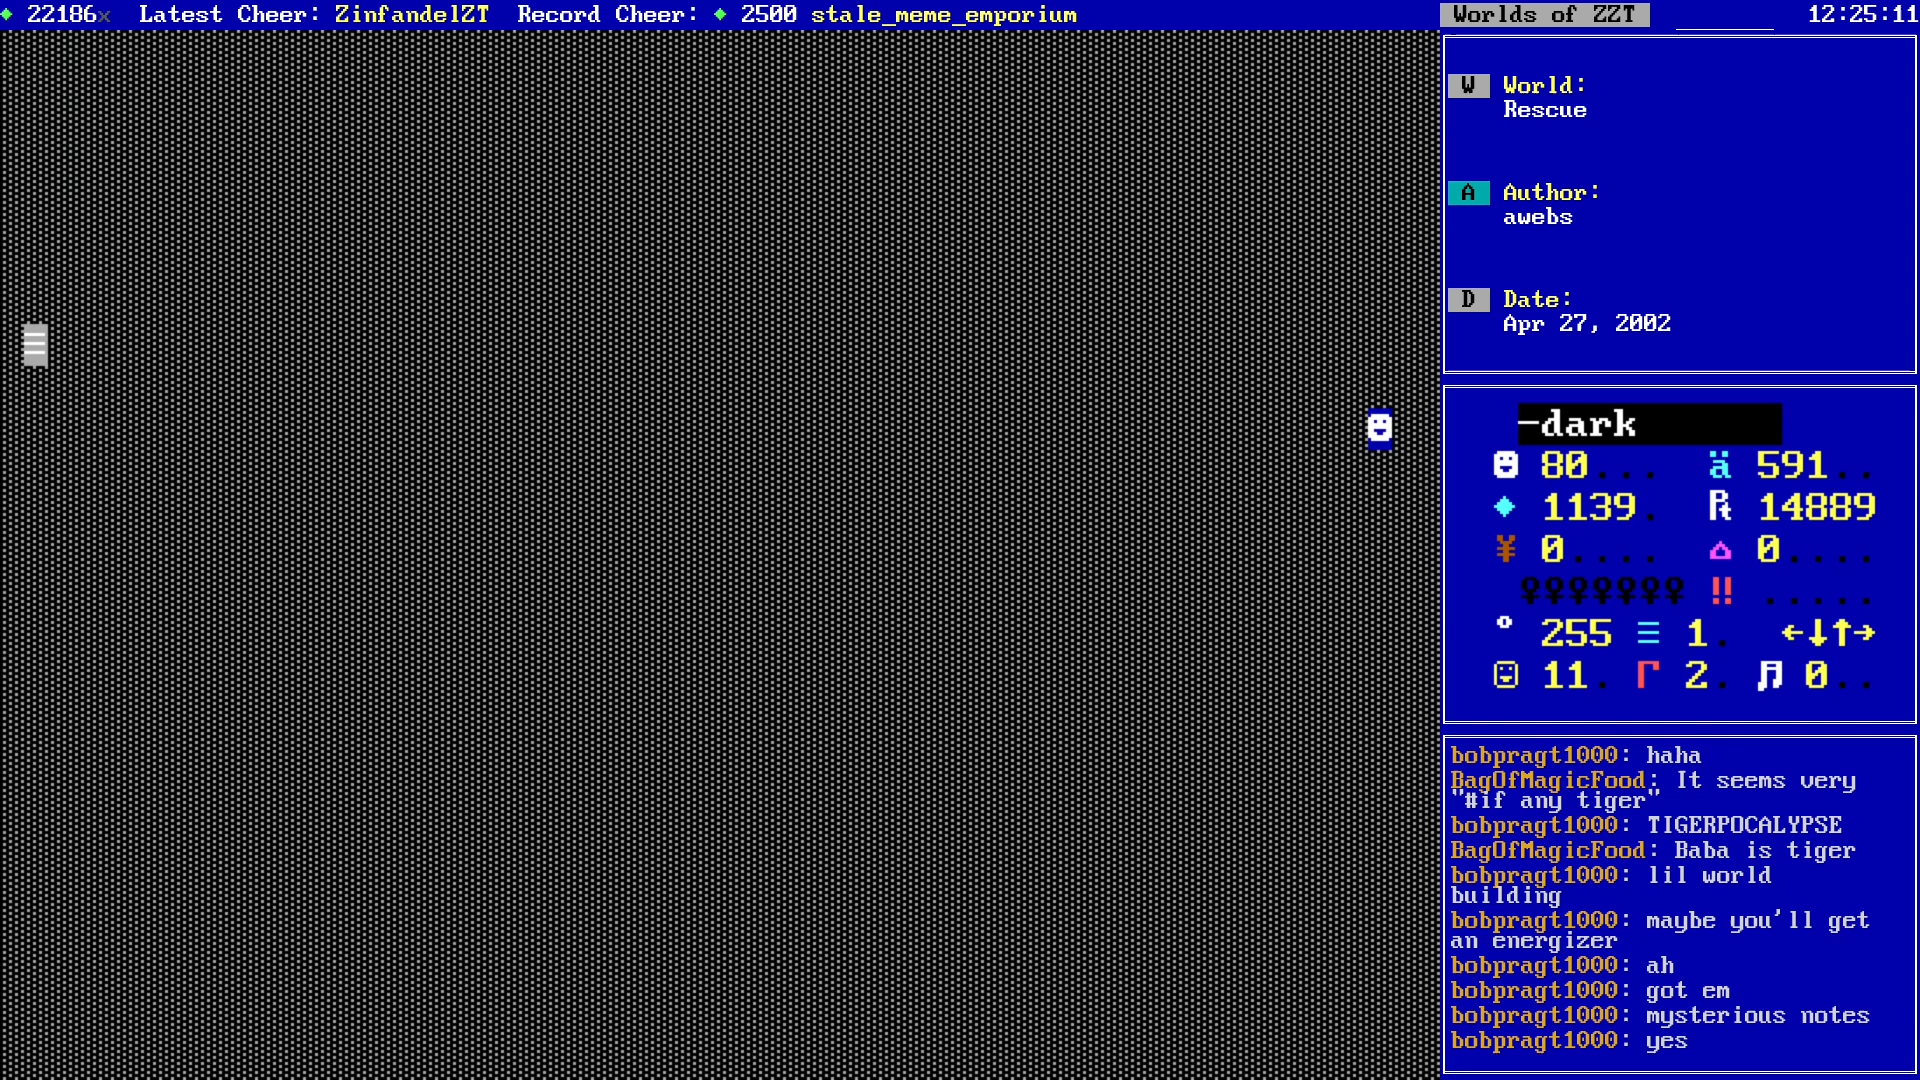 ♦ 22186x Latest Cheer: ZinfandelZT Record Cheer: ♦ 2500 stale_meme_emporium
Worlds of ZZT 12:25:11
W World:
Rescue
A Author:
awebs
D Date:
Apr 27, 2002
-dark
80... ä 591..
♦ 1139. ₧ 14889
¥ 0.... ⌂ 0....
♀♀♀♀♀♀♀ ‼ .....
° 255 ≡ 1. ←↓↑→
11. Γ 2. ♫ 0..
bobpragt1000: haha
BagOfMagicFood: It seems very
"#if any tiger"
bobpragt1000: TIGERPOCALYPSE
BagOfMagicFood: Baba is tiger
bobpragt1000: lil world
building
bobpragt1000: maybe you'll get
an energizer
bobpragt1000: ah
bobpragt1000: got em
bobpragt1000: mysterious notes
bobpragt1000: yes